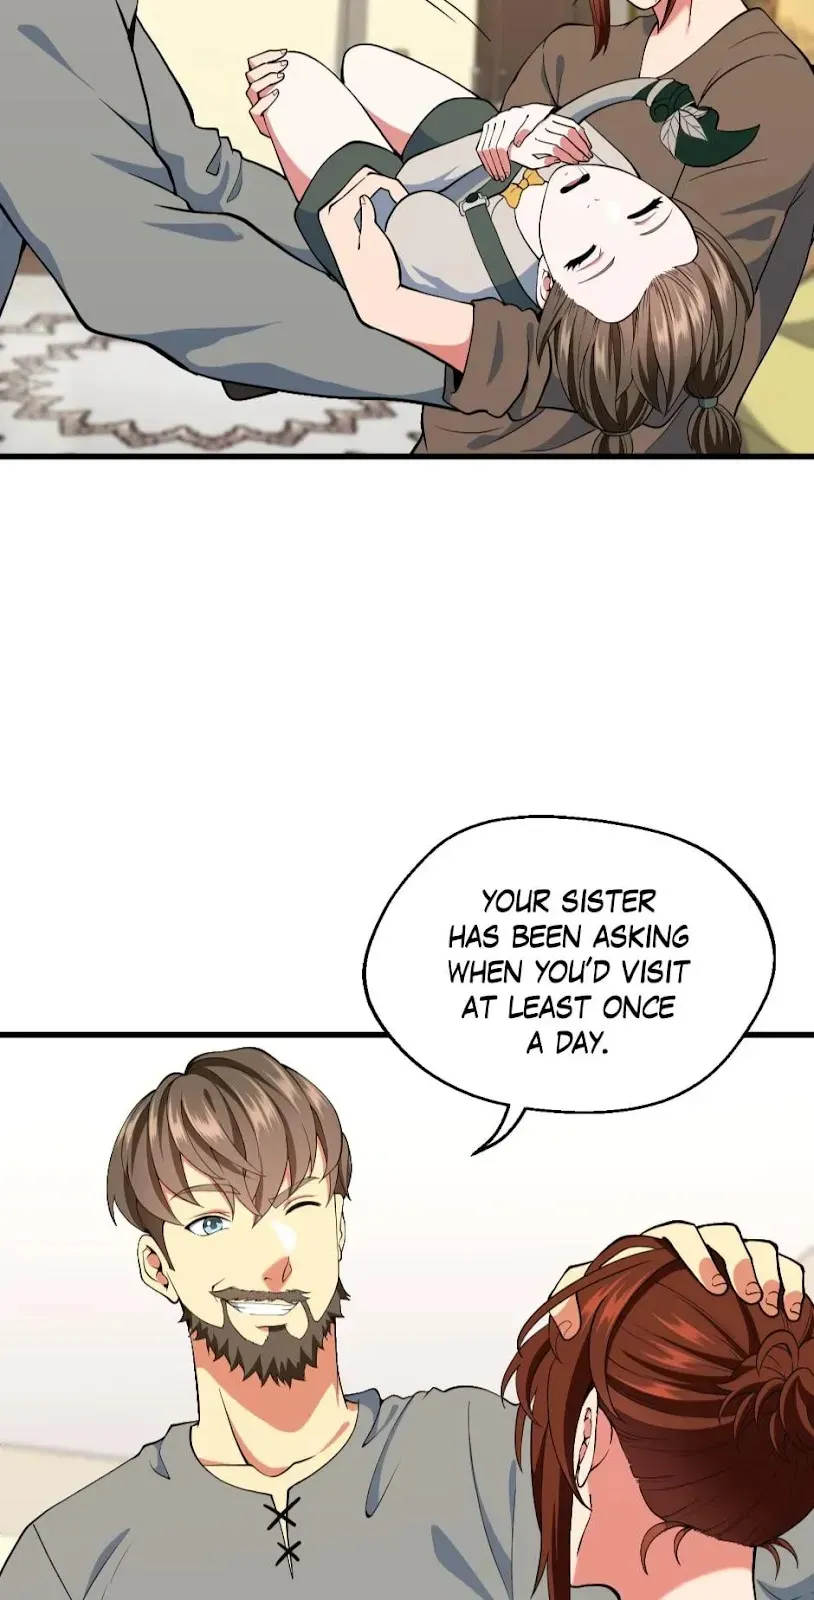 YOUR SISTER
HAS BEEN ASKING
WHEN YOU'D VISIT
AT LEAST ONCE
A DAY.